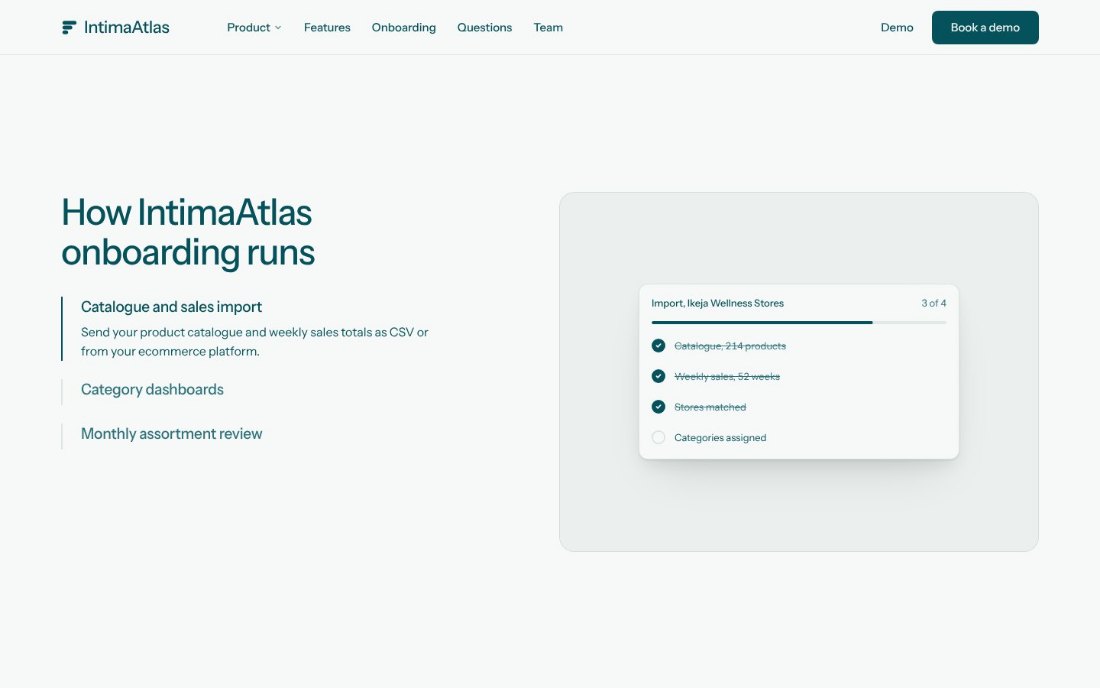 IntimaAtlas
Product
Features
Onboarding
Questions
Team
Demo
Book a demo
How IntimaAtlas
onboarding runs
Catalogue and sales import
Send your product catalogue and weekly sales totals as CSV or
from your ecommerce platform.
Category dashboards
Monthly assortment review
Import, Ikeja Wellness Stores
3 of 4
Catalogue, 214 products
Weekly sales, 52 weeks
Stores matched
Categories assigned